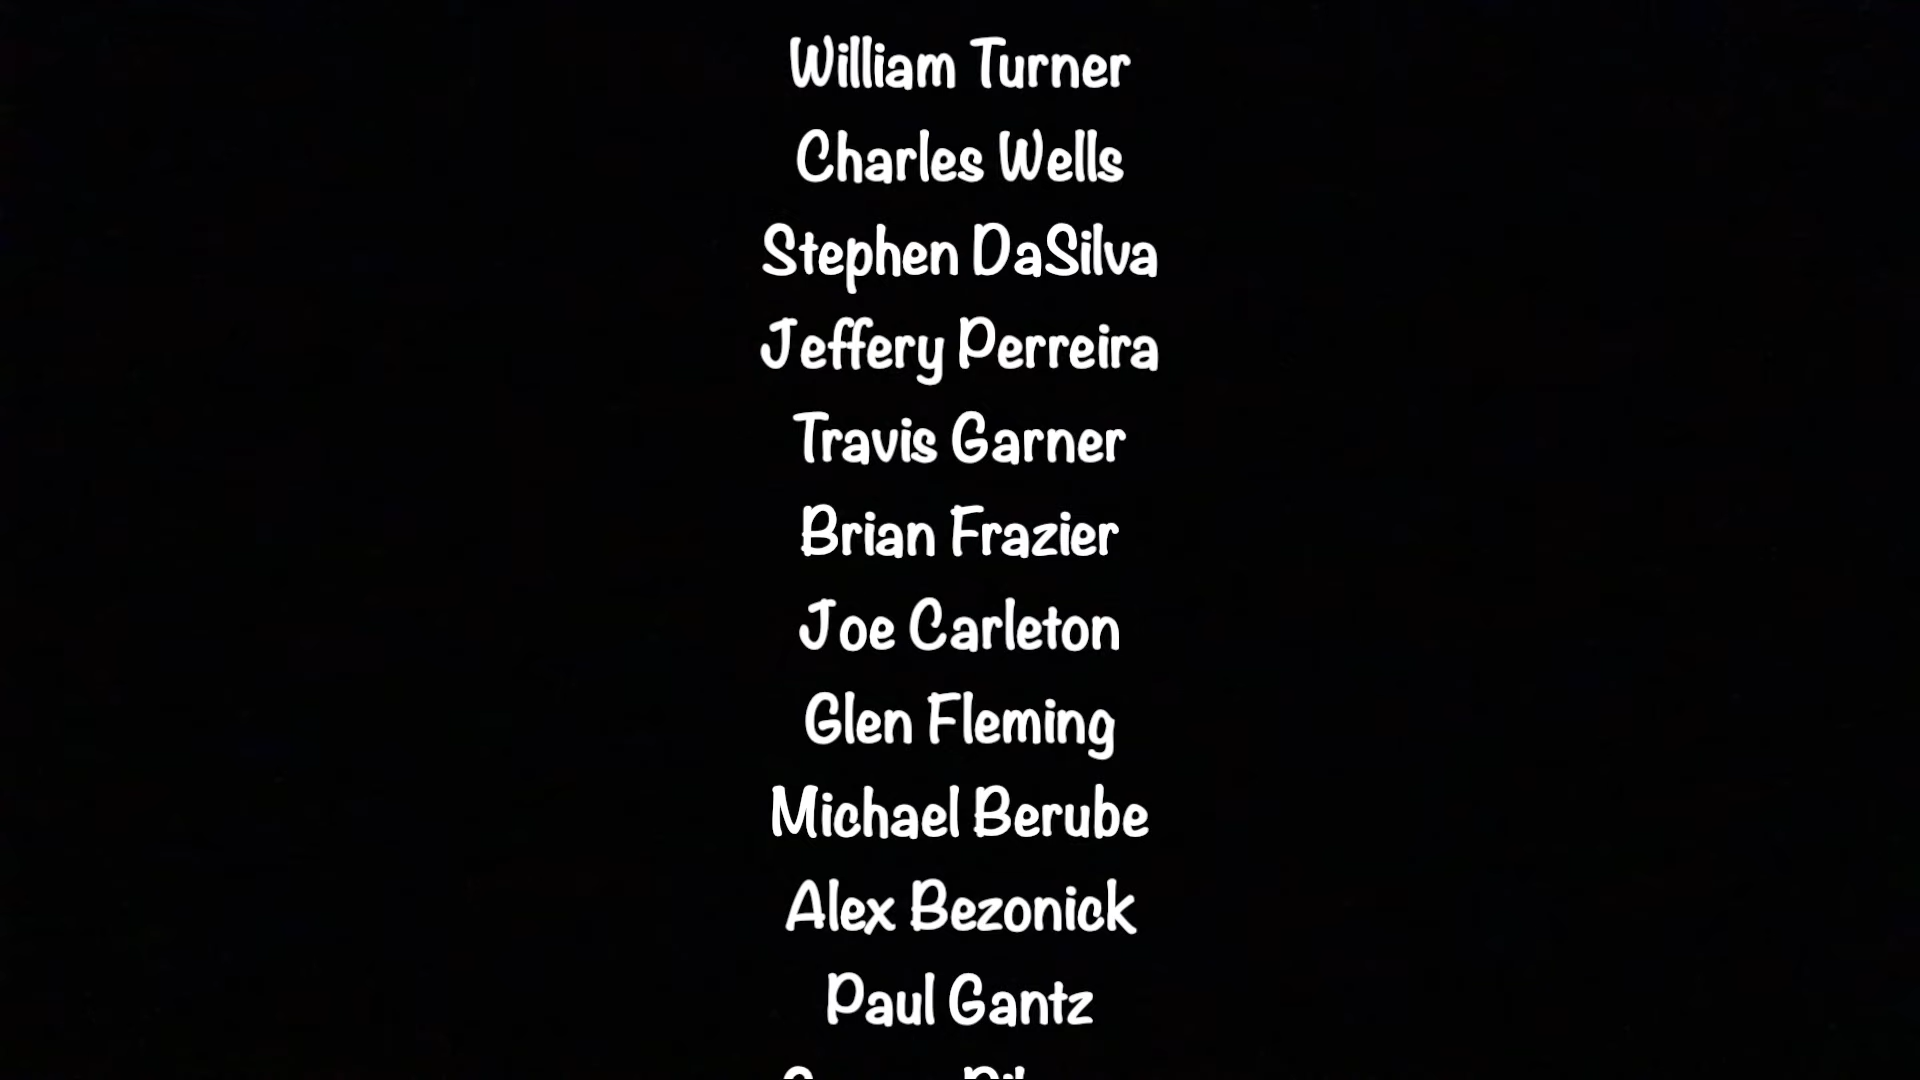 William Turner
Charles Wells
Stephen DaSilva
Jeffery Perreira
Travis Garner
Brian Frazier
Joe Carleton
Glen Fleming
Michael Berube
Alex Bezonick
Paul Gantz